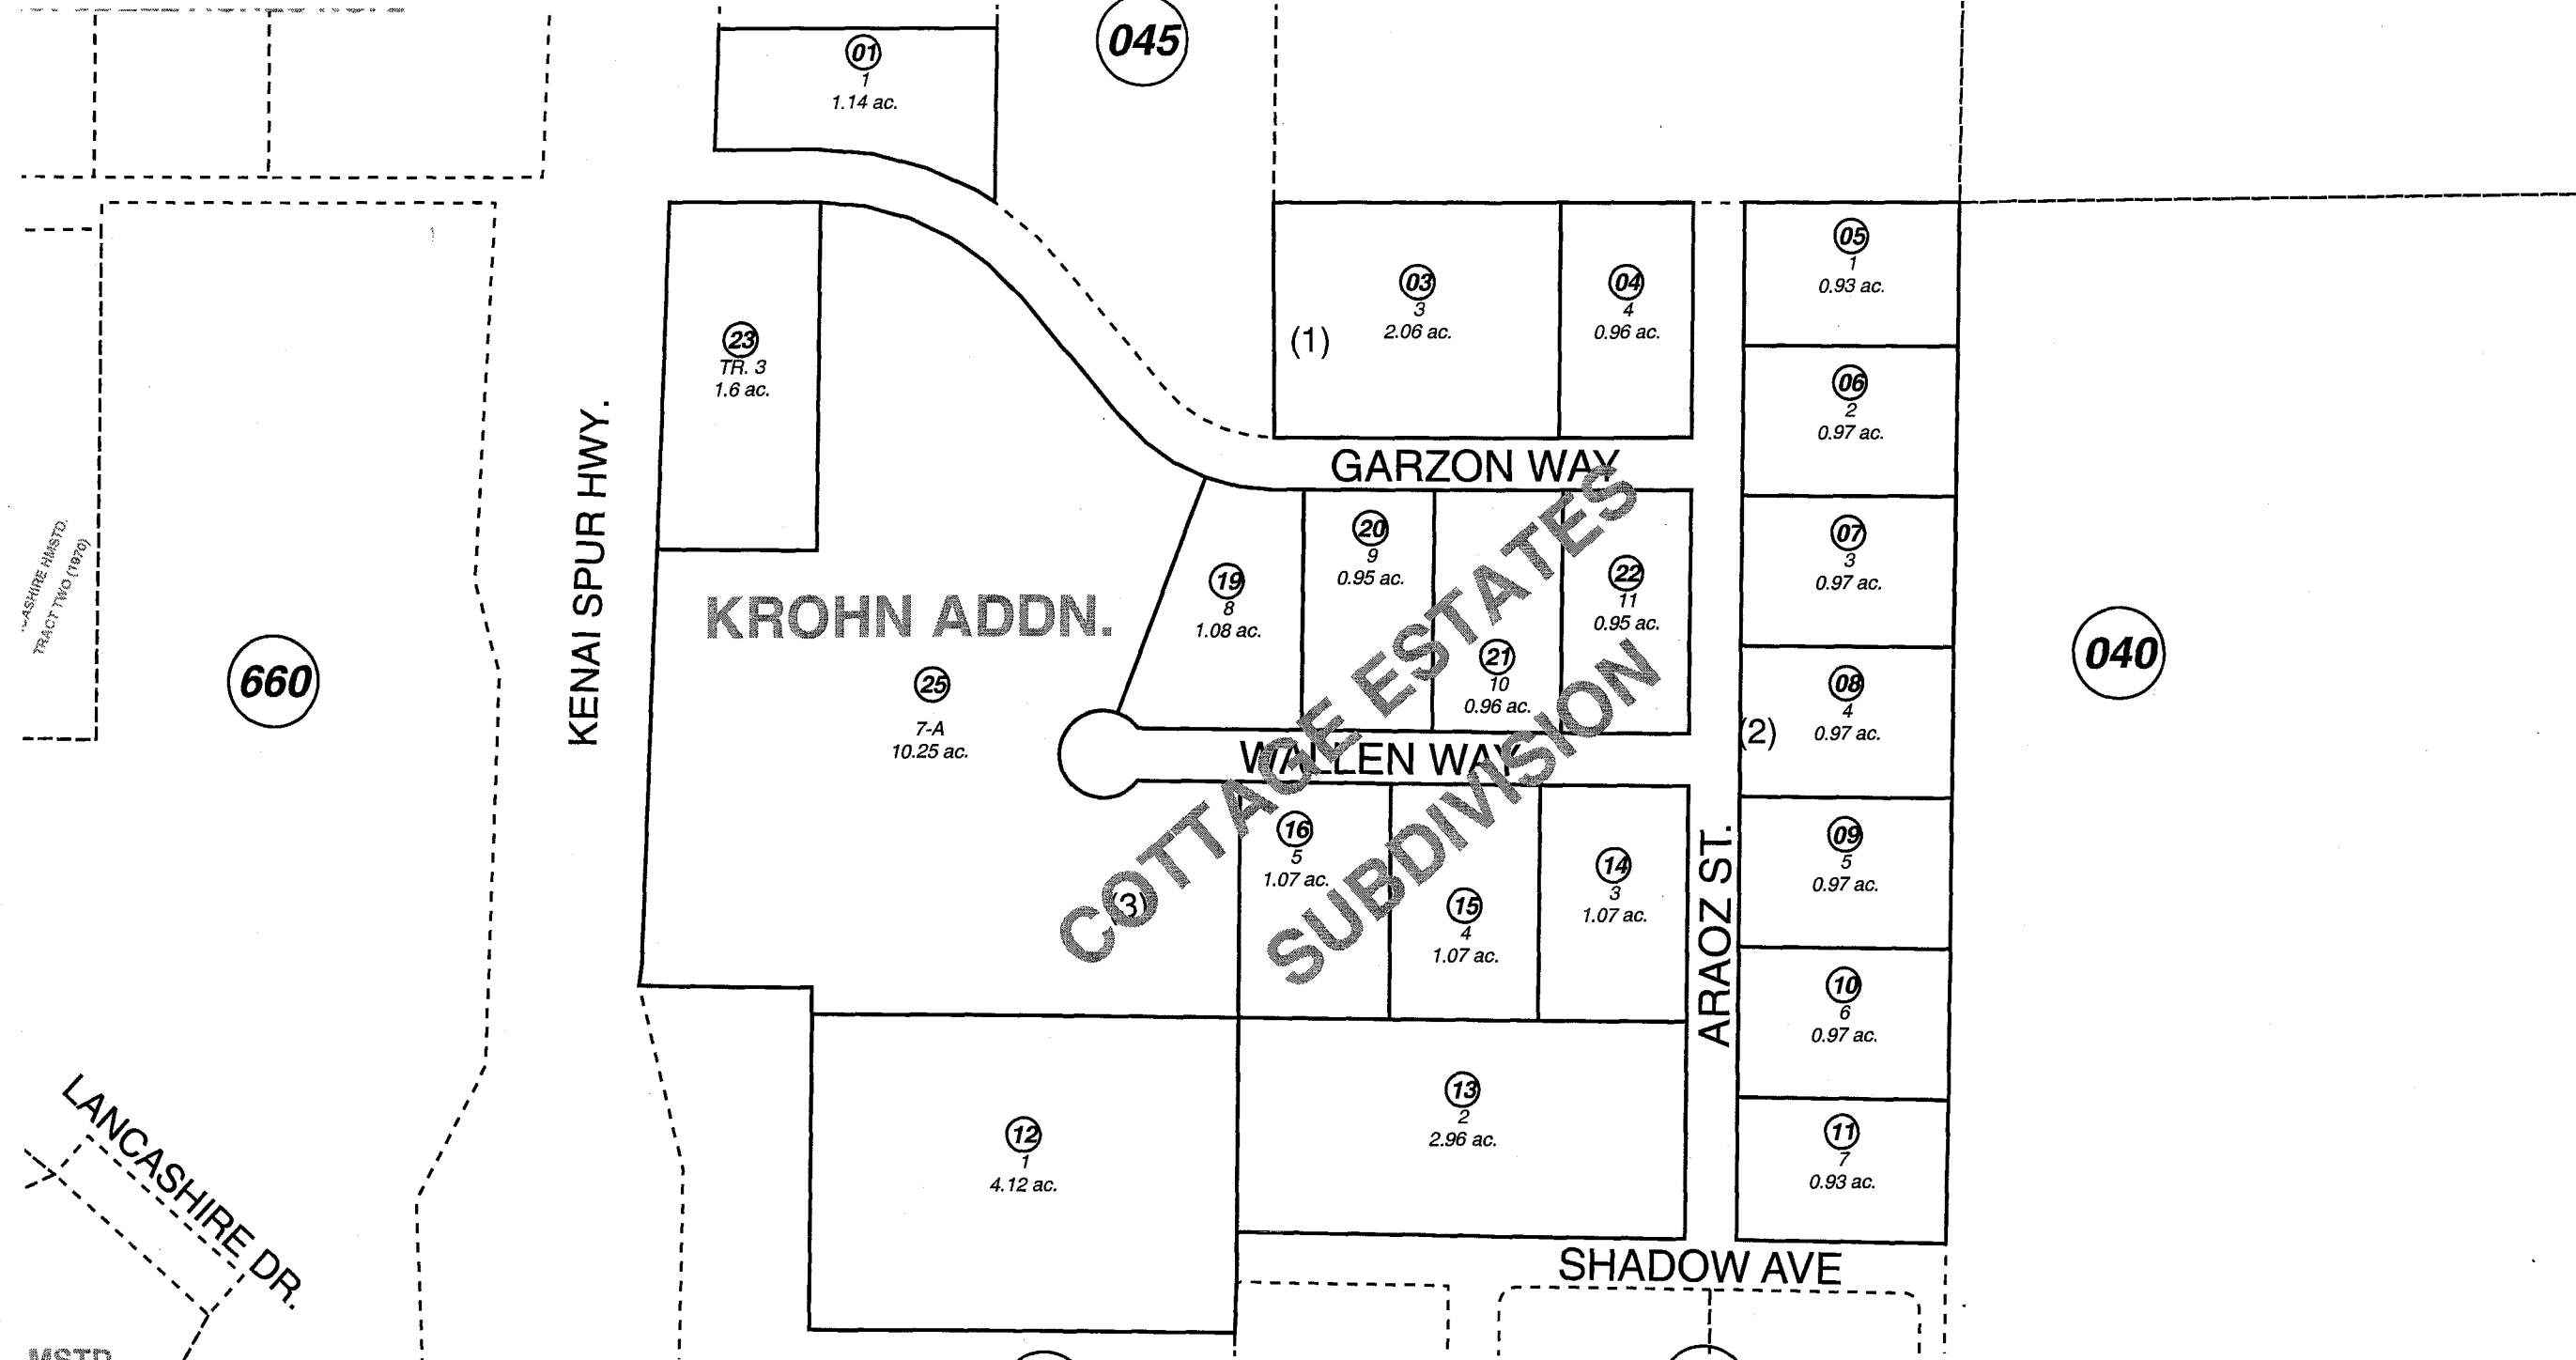 045
01
1
1.14 ac.
23
TR. 3
1.6 ac.
03
3
2.06 ac.
(1)
04
4
0.96 ac.
05
1
0.93 ac.
06
2
0.97 ac.
07
3
0.97 ac.
08
4
0.97 ac.
(2)
09
5
0.97 ac.
10
6
0.97 ac.
11
7
0.93 ac.
040
GARZON WAY
KENAI SPUR HWY.
HMSTD.
TRACT TWO (1970)
660
KROHN ADDN.
25
7-A
10.25 ac.
19
8
1.08 ac.
20
9
0.95 ac.
21
10
0.96 ac.
22
11
0.95 ac.
COTTAGE ESTATES
SUBDIVISION
WALLEN WAY
(3)
16
5
1.07 ac.
15
4
1.07 ac.
14
3
1.07 ac.
ARAOZ ST.
12
1
4.12 ac.
13
2
2.96 ac.
SHADOW AVE
LANCASHIRE DR.